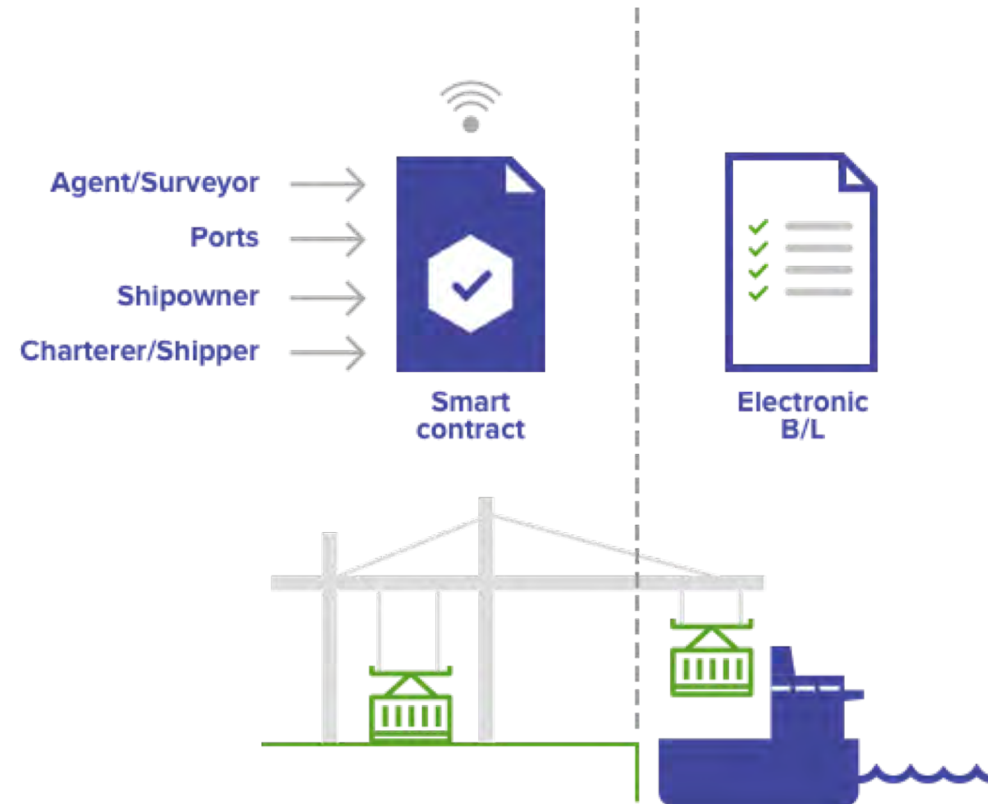 Agent/Surveyor
Ports
Shipowner
Charterer/Shipper
Smart
contract
Electronic
B/L